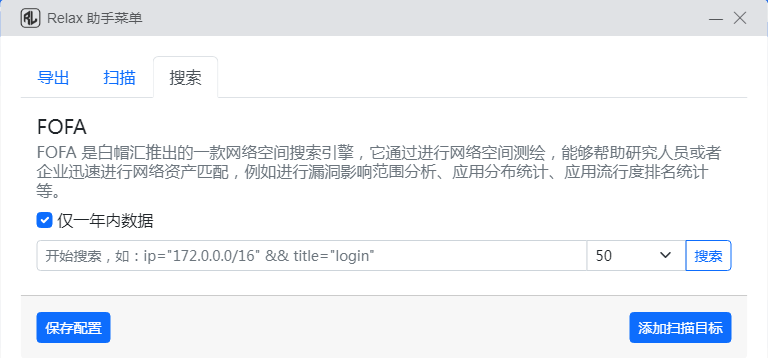 RL Relax 助手菜单
导出 扫描 搜索
FOFA
FOFA 是白帽汇推出的一款网络空间搜索引擎，它通过进行网络空间测绘，能够帮助研究人员或者
企业迅速进行网络资产匹配，例如进行漏洞影响范围分析、应用分布统计、应用流行度排名统计
等。
仅一年内数据
开始搜索，如：ip="172.0.0.0/16" && title="login" 50 搜索
保存配置 添加扫描目标